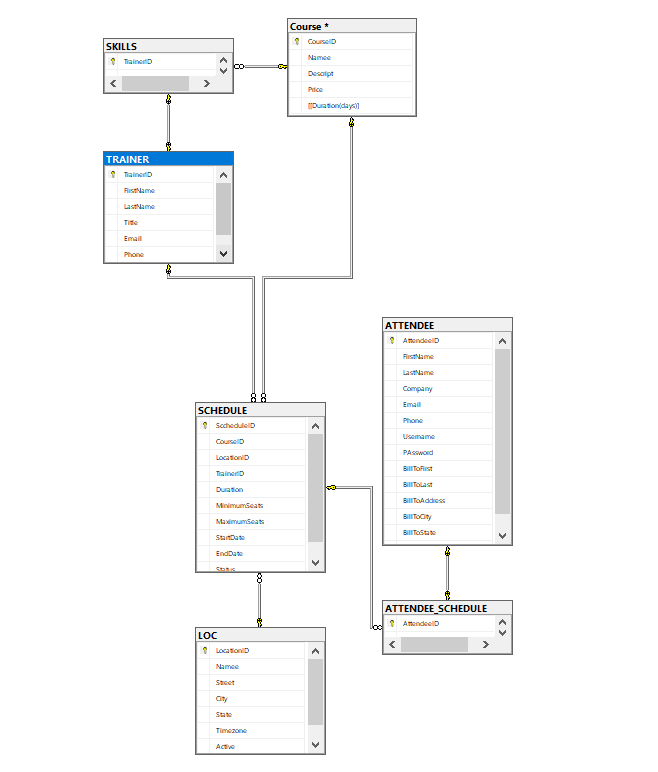 SKILLS
TrainerID
Course *
CourseID
Namee
Descript
Price
[[Duration(days)]
TRAINER
TrainerID
FirstName
LastName
Title
Email
Phone
ATTENDEE
AttendeeID
FirstName
LastName
Company
Email
Phone
Username
PAssword
BillToFirst
BillToLast
BillToAddress
BillToCity
BillToState
SCHEDULE
SccheduleID
CourseID
LocationID
TrainerID
Duration
MinimumSeats
MaximumSeats
StartDate
EndDate
Status
ATTENDEE_SCHEDULE
AttendeeID
LOC
LocationID
Namee
Street
City
State
Timezone
Active